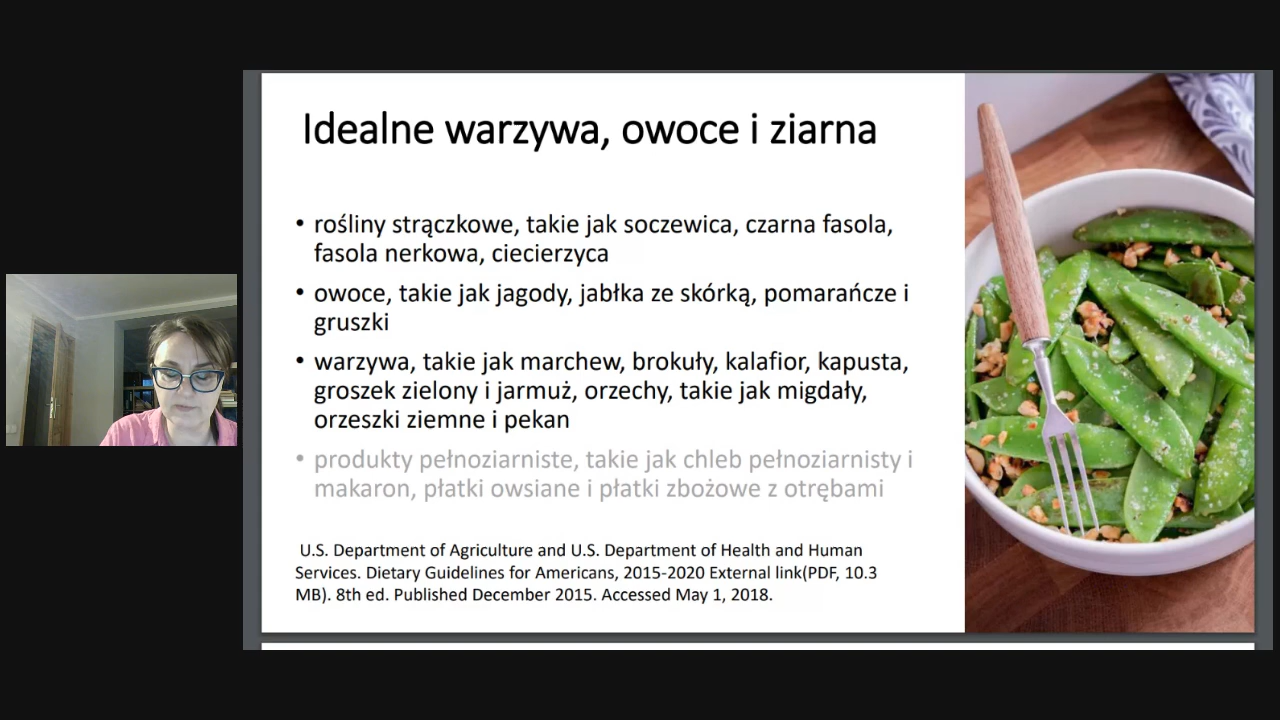 Idealne warzywa, owoce i ziarna
• rośliny strączkowe, takie jak soczewica, czarna fasola,
fasola nerkowa, ciecierzyca
• owoce, takie jak jagody, jabłka ze skórką, pomarańcze i
gruszki
• warzywa, takie jak marchew, brokuły, kalafior, kapusta,
groszek zielony i jarmuż, orzechy, takie jak migdały,
orzeszki ziemne i pekan
• produkty pełnoziarniste, takie jak chleb pełnoziarnisty i
makaron, płatki owsiane i płatki zbożowe z otrębami
U.S. Department of Agriculture and U.S. Department of Health and Human
Services. Dietary Guidelines for Americans, 2015-2020 External link(PDF, 10.3
MB). 8th ed. Published December 2015. Accessed May 1, 2018.